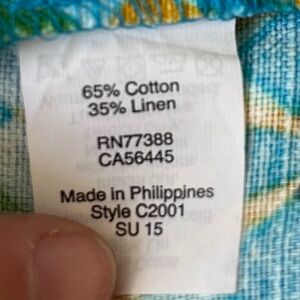 65% Cotton
35% Linen
RN77388
CA56445
Made in Philippines
Style C2001
SU 15